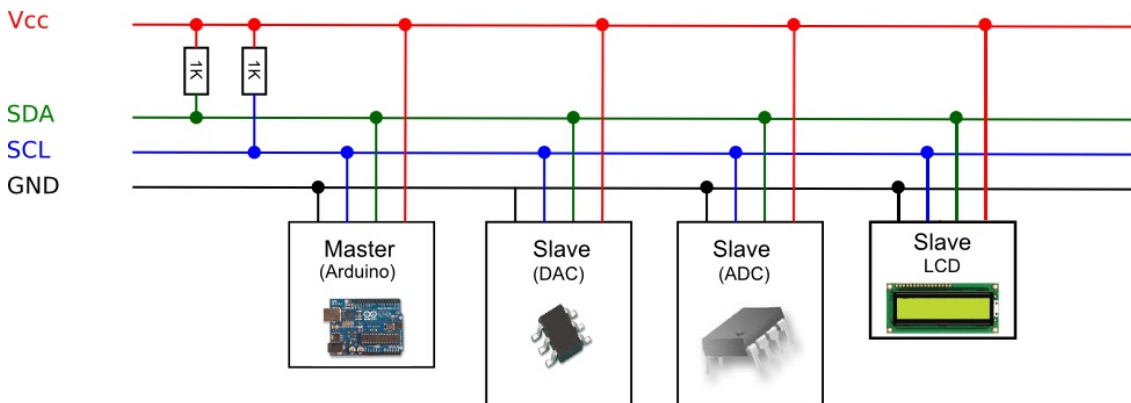 Vcc
1K
1K
SDA
SCL
GND
Master
(Arduino)
Slave
(DAC)
Slave
(ADC)
Slave
LCD